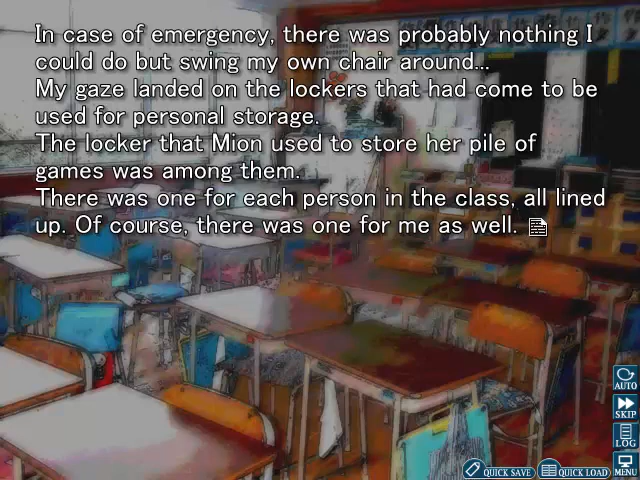 In case of emergency, there was probably nothing I
could do but swing my own chair around...
My gaze landed on the lockers that had come to be
used for personal storage.
The locker that Mion used to store her pile of
games was among them.
There was one for each person in the class, all lined
up. Of course, there was one for me as well.
AUTO
SKIP
LOG
MENU
QUICK SAVE
QUICK LOAD